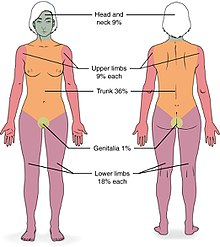 Head and
neck 9%
Upper limbs
9% each
Trunk 36%
Genitalia 1%
Lower limbs
18% each